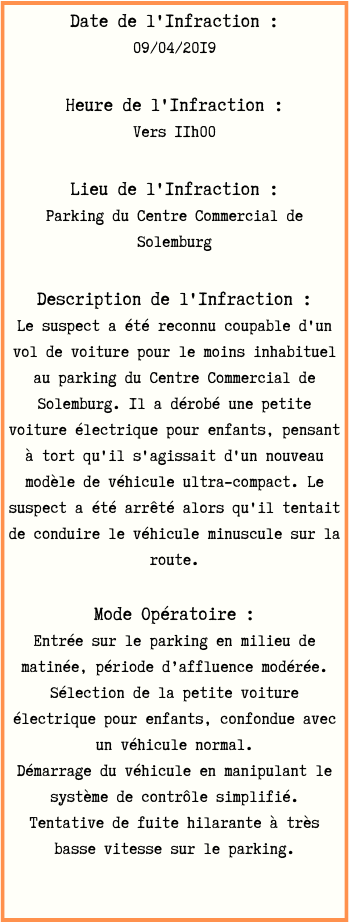 Date de l'Infraction :
09/04/20I9
Heure de l'Infraction :
Vers IIh00
Lieu de l'Infraction :
Parking du Centre Commercial de
Solemburg
Description de l'Infraction :
Le suspect a été reconnu coupable d'un
vol de voiture pour le moins inhabituel
au parking du Centre Commercial de
Solemburg. Il a dérobé une petite
voiture électrique pour enfants, pensant
à tort qu'il s'agissait d'un nouveau
modèle de véhicule ultra-compact. Le
suspect a été arrêté alors qu'il tentait
de conduire le véhicule minuscule sur la
route.
Mode Opératoire :
Entrée sur le parking en milieu de
matinée, période d’affluence modérée.
Sélection de la petite voiture
électrique pour enfants, confondue avec
un véhicule normal.
Démarrage du véhicule en manipulant le
système de contrôle simplifié.
Tentative de fuite hilarante à très
basse vitesse sur le parking.